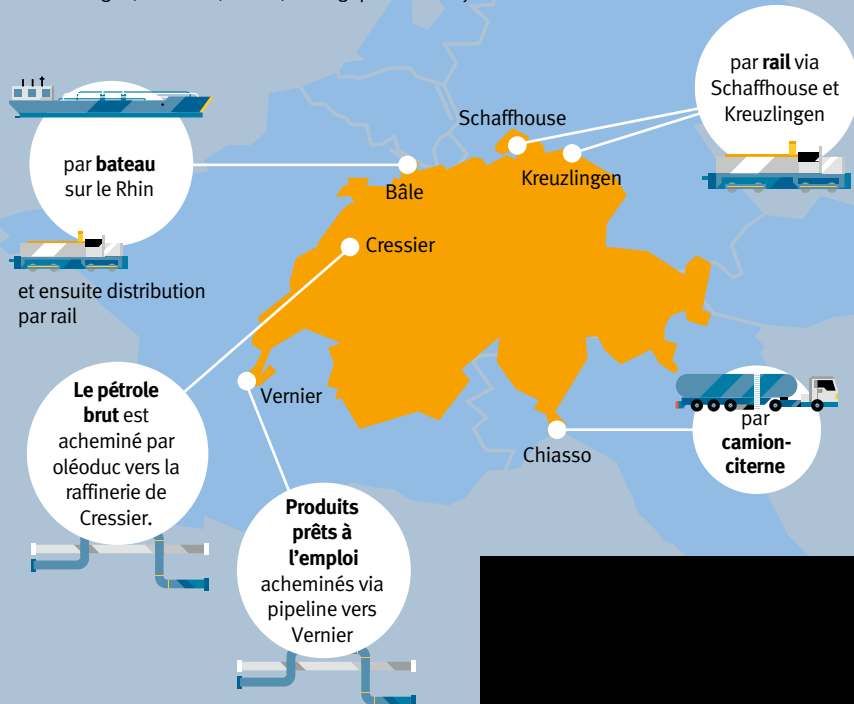 par bateau
sur le Rhin
et ensuite distribution
par rail
par rail via
Schaffhouse et
Kreuzlingen
Schaffhouse
Kreuzlingen
Bâle
Cressier
Vernier
Chiasso
Le pétrole
brut est
acheminé par
oléoduc vers la
raffinerie de
Cressier.
Produits
prêts à
l’emploi
acheminés via
pipeline vers
Vernier
par
camion-
citerne